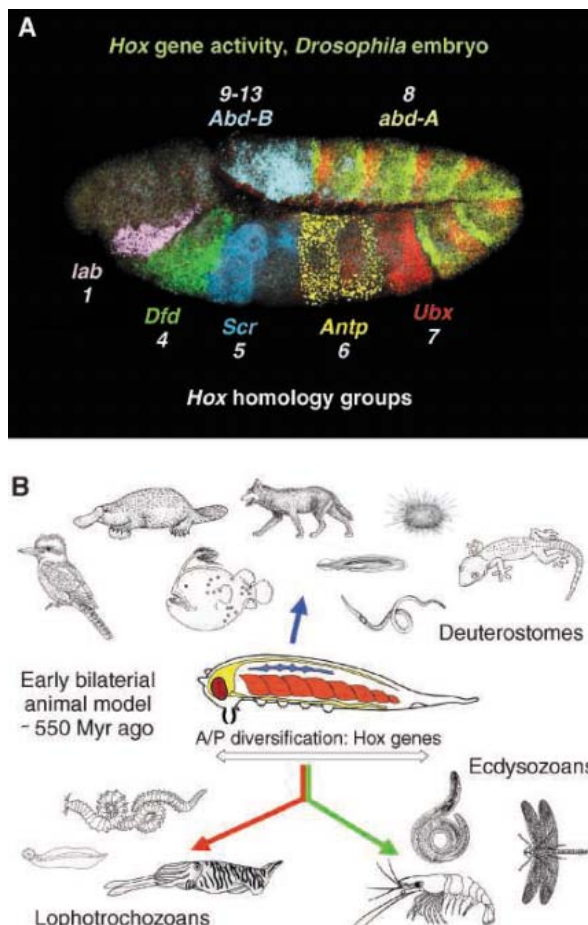 A
Hox gene activity, Drosophila embryo
9-13
Abd-B
8
abd-A
lab
1
Dfd
4
Scr
5
Antp
6
Ubx
7
Hox homology groups
B
Deuterostomes
Early bilaterial
animal model
~550 Myr ago
A/P diversification: Hox genes
Ecdysozoans
Lophotrochozoans